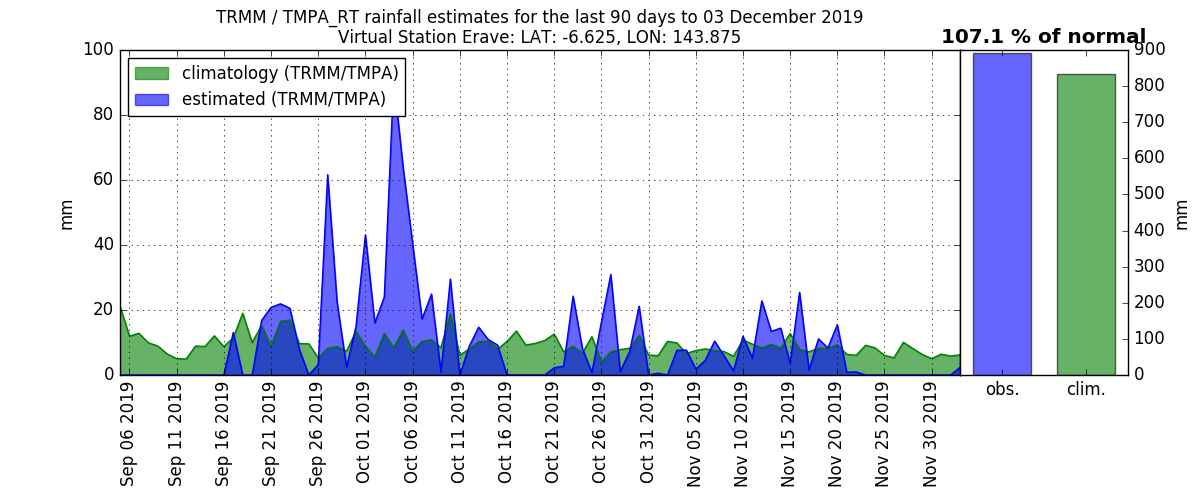 TRMM / TMPA_RT rainfall estimates for the last 90 days to 03 December 2019
Virtual Station Erave: LAT: -6.625, LON: 143.875
107.1 % of normal
climatology (TRMM/TMPA)
estimated (TRMM/TMPA)
100
80
60
40
20
0
mm
Sep 06 2019
Sep 11 2019
Sep 16 2019
Sep 21 2019
Sep 26 2019
Oct 01 2019
Oct 06 2019
Oct 11 2019
Oct 16 2019
Oct 21 2019
Oct 26 2019
Oct 31 2019
Nov 05 2019
Nov 10 2019
Nov 15 2019
Nov 20 2019
Nov 25 2019
Nov 30 2019
obs.
clim.
900
800
700
600
500
400
300
200
100
0
mm